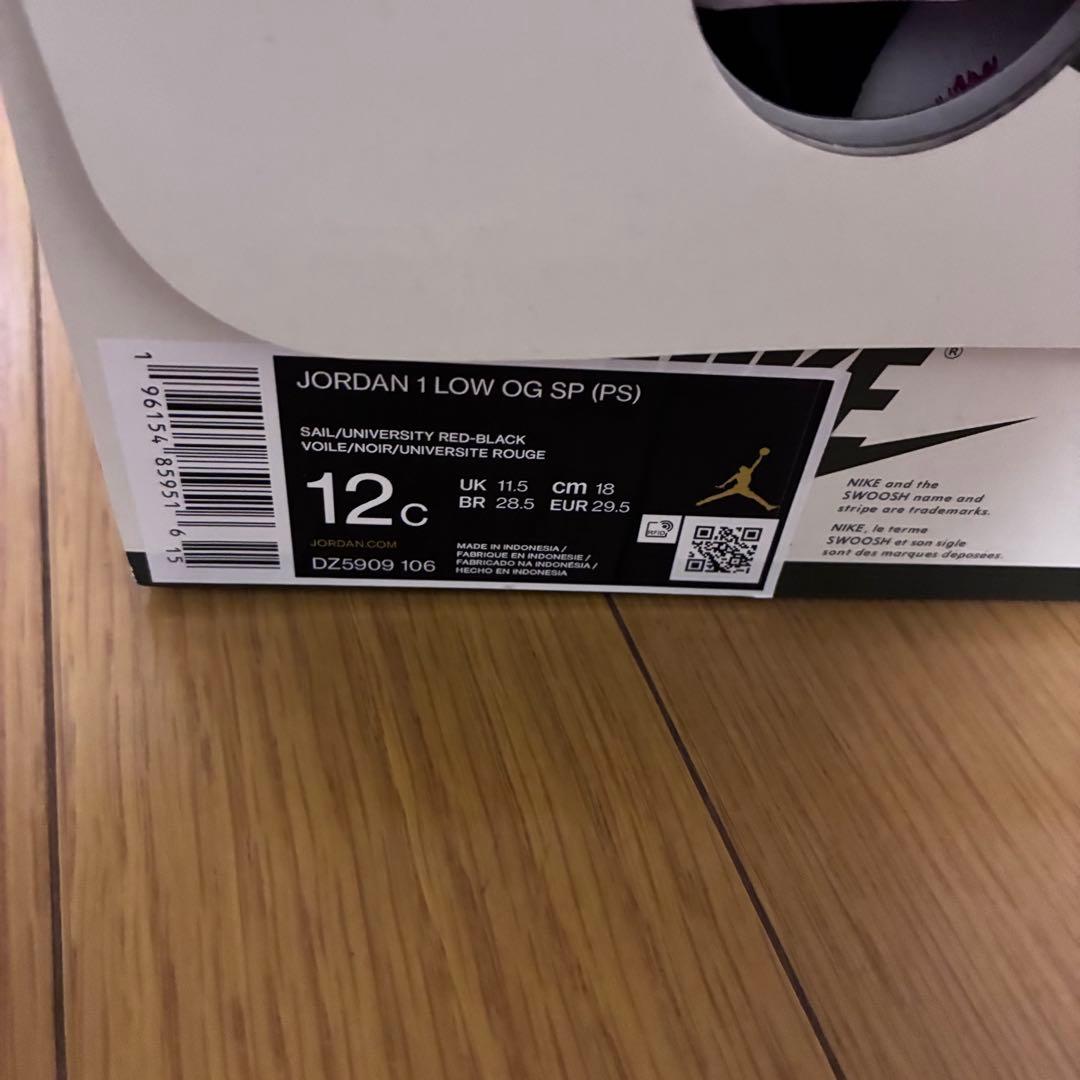 JORDAN 1 LOW OG SP (PS)
SAIL/UNIVERSITY RED-BLACK
VOILE/NOIR/UNIVERSITE ROUGE
12C
UK 11.5 cm 18
BR 28.5 EUR 29.5
JORDAN.COM
DZ5909 106
MADE IN INDONESIA /
FABRIQUE EN INDONESIE /
FABRICADO NA INDONÉSIA /
HECHO EN INDONESIA
1 96154 85951 6 15
®
NIKE and the
SWOOSH name and
stripe are trademarks.
NIKE, le terme
SWOOSH et son sigle
sont des marques deposées.